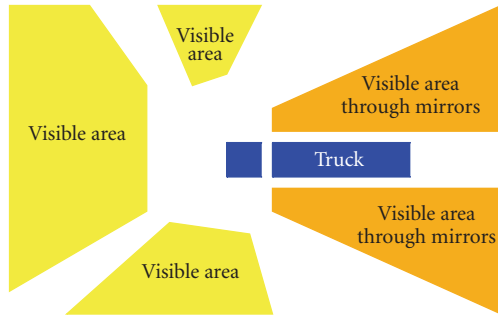 Visible
area
Visible area
through mirrors
Visible area
Truck
Visible area
through mirrors
Visible area